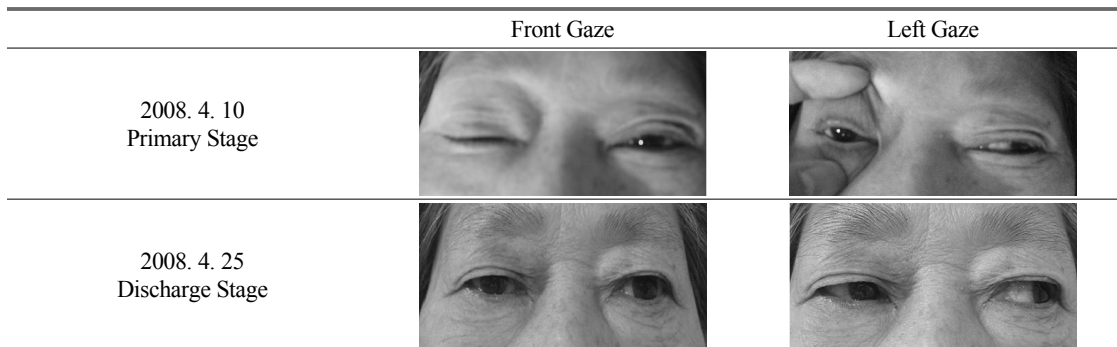 Front Gaze
Left Gaze
2008. 4. 10
Primary Stage
2008. 4. 25
Discharge Stage